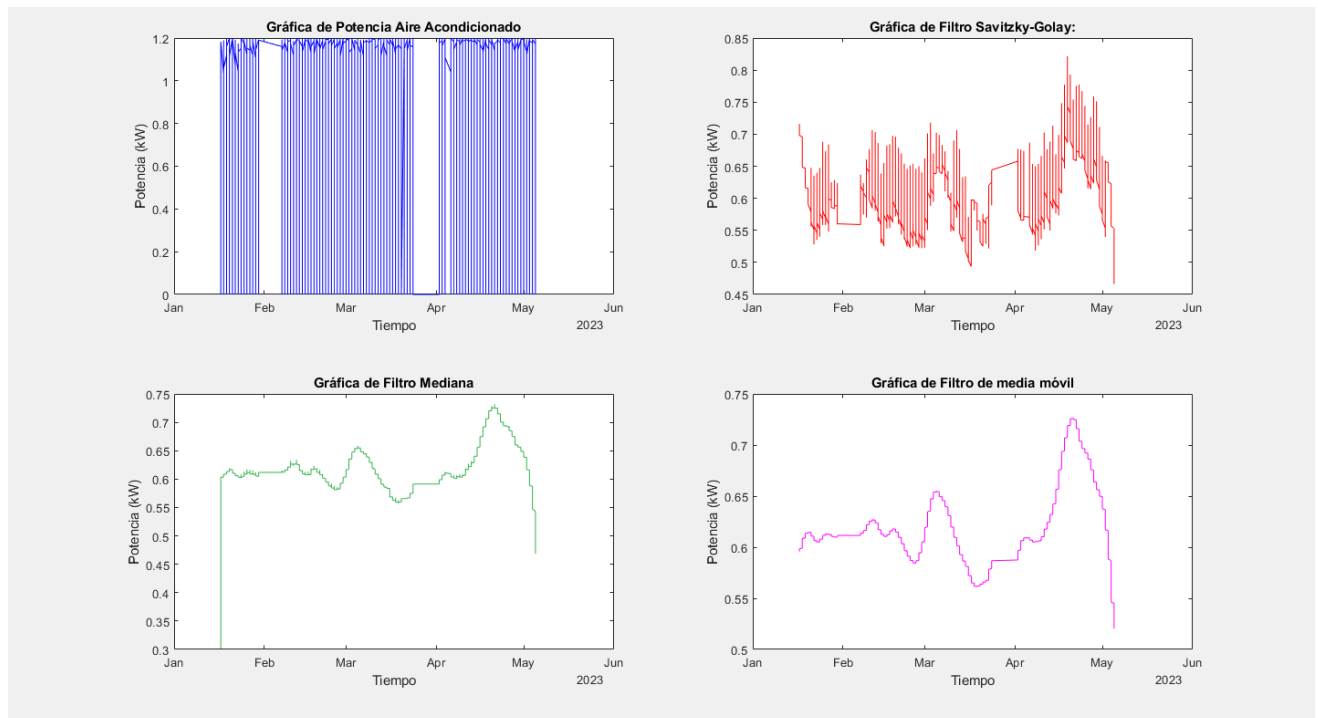 Gráfica de Potencia Aire Acondicionado
1.2
1
0.8
0.6
0.4
0.2
0
Potencia (kW)
Jan Feb Mar Apr May Jun
Tiempo
2023
Gráfica de Filtro Savitzky-Golay:
0.85
0.8
0.75
0.7
0.65
0.6
0.55
0.5
0.45
Potencia (kW)
Jan Feb Mar Apr May Jun
Tiempo
2023
Gráfica de Filtro Mediana
0.75
0.7
0.65
0.6
0.55
0.5
0.45
0.4
0.35
0.3
Potencia (kW)
Jan Feb Mar Apr May Jun
Tiempo
2023
Gráfica de Filtro de media móvil
0.75
0.7
0.65
0.6
0.55
0.5
Potencia (kW)
Jan Feb Mar Apr May Jun
Tiempo
2023